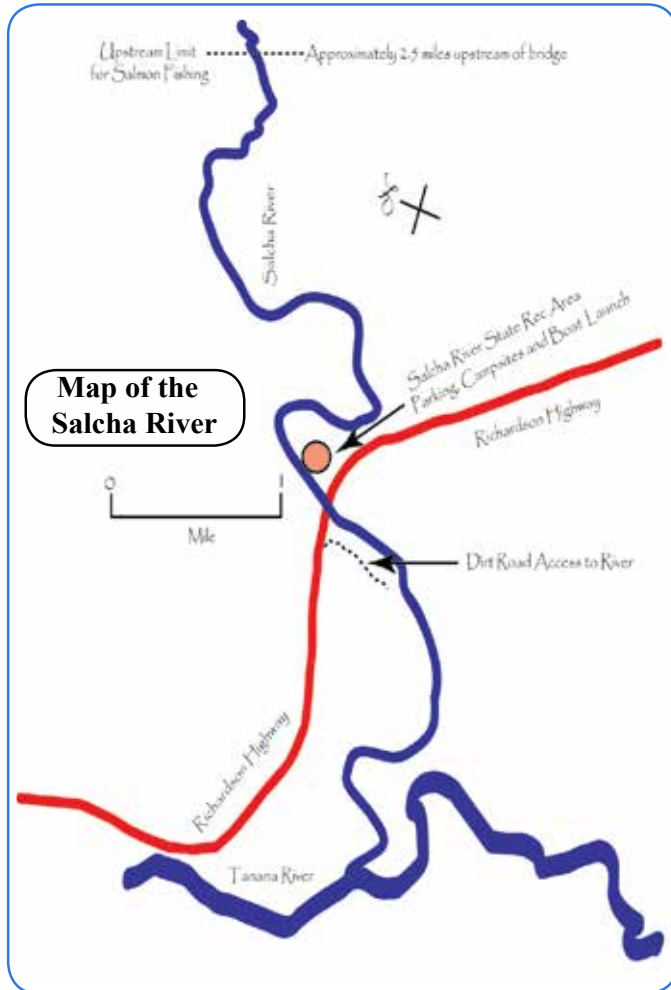 Upstream Limit
for Salmon Fishing
Approximately 2.5 miles upstream of bridge
Salcha River
Salcha River State Rec Area
Parking, Campsites and Boat Launch
Richardson Highway
Map of the
Salcha River
0
1
Mile
Dirt Road Access to River
Richardson Highway
Tanana River